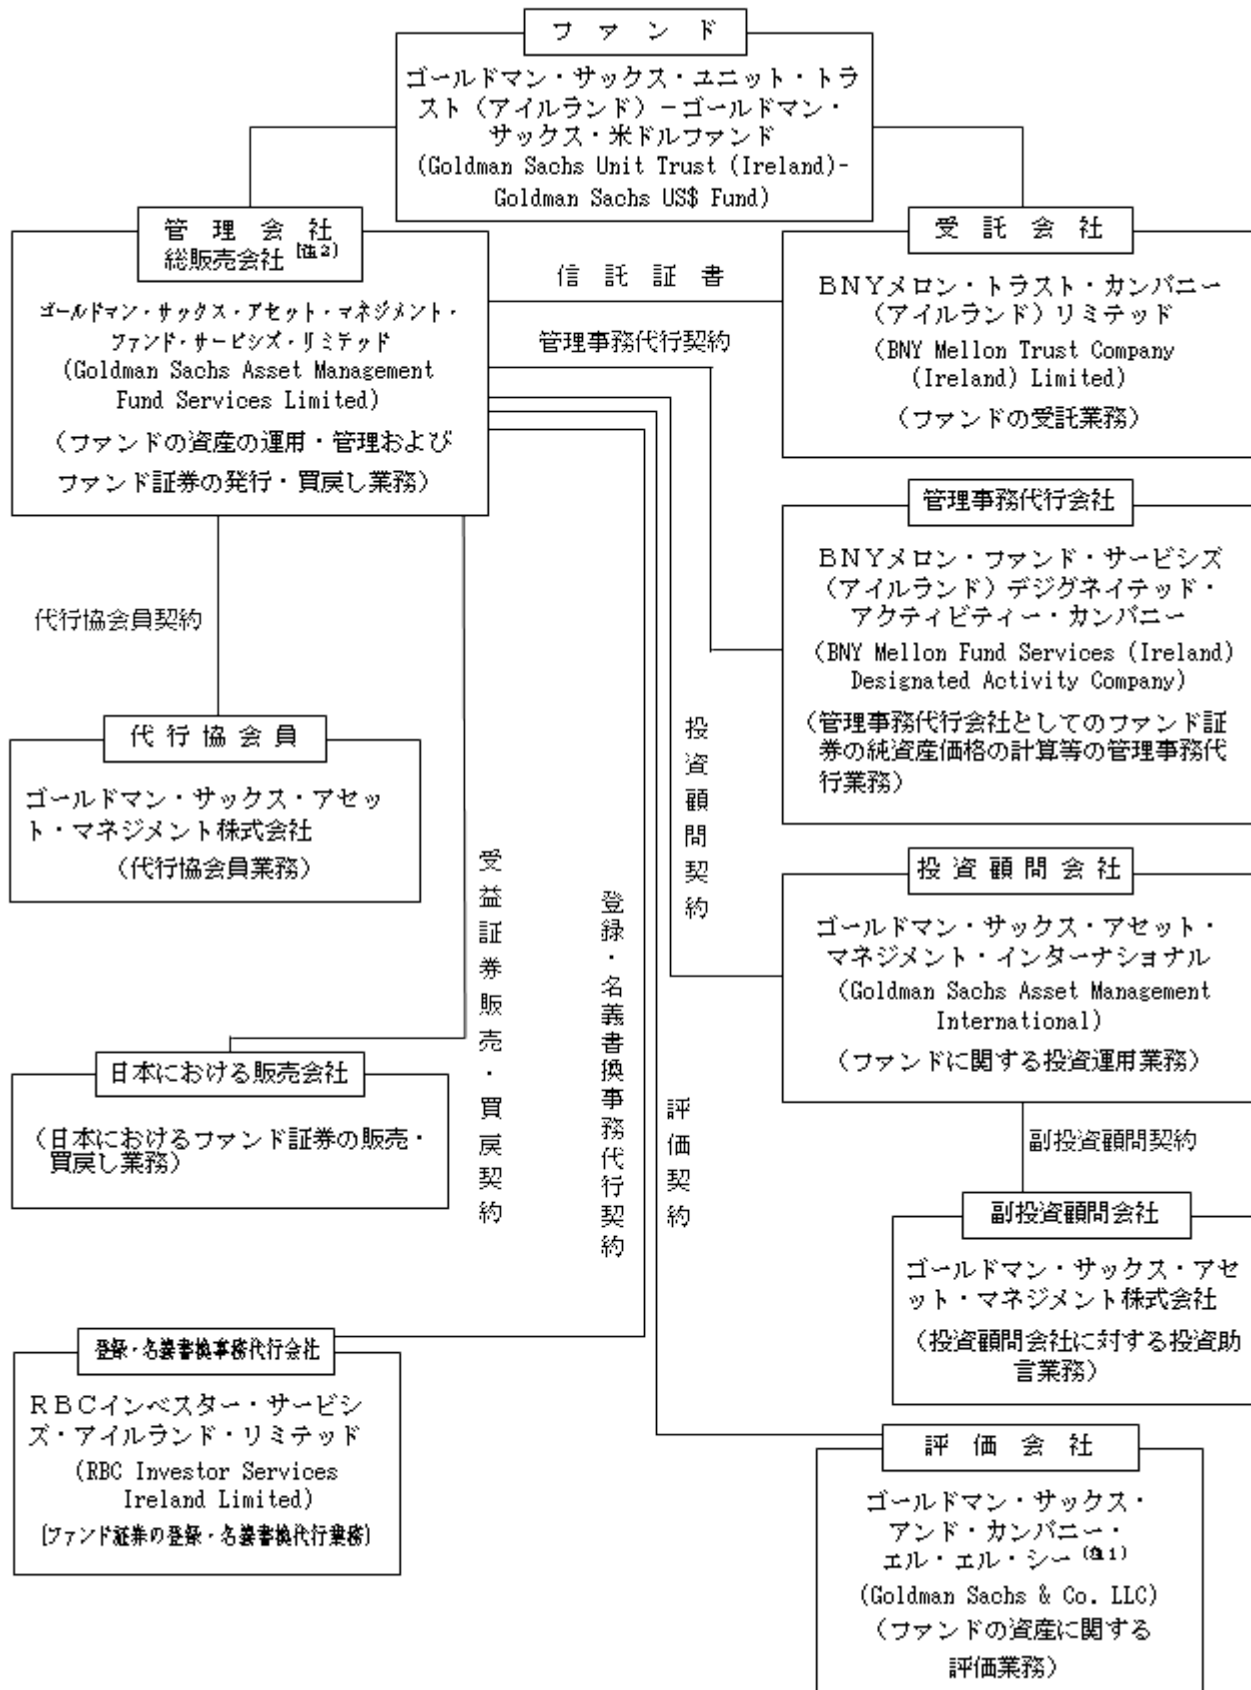 ファンド
ゴールドマン・サックス・ユニット・トラ
スト（アイルランド）－ゴールドマン・
サックス・米ドルファンド
(Goldman Sachs Unit Trust (Ireland)-
Goldman Sachs US$ Fund)
管理会社
総販売会社（注2）
ゴールドマン・サックス・アセット・マネジメント・
ファンド・サービシズ・リミテッド
(Goldman Sachs Asset Management
Fund Services Limited)
（ファンドの資産の運用・管理および
ファンド証券の発行・買戻し業務）
信託証書
管理事務代行契約
受託会社
ＢＮＹメロン・トラスト・カンパニー
（アイルランド）リミテッド
(BNY Mellon Trust Company
(Ireland) Limited)
（ファンドの受託業務）
管理事務代行会社
ＢＮＹメロン・ファンド・サービシズ
（アイルランド）デジグネイテッド・
アクティビティー・カンパニー
(BNY Mellon Fund Services (Ireland)
Designated Activity Company)
（管理事務代行会社としてのファンド証
券の純資産価格の計算等の管理事務代
行業務）
代行協会員契約
代行協会員
ゴールドマン・サックス・アセッ
ト・マネジメント株式会社
（代行協会員業務）
受益証券販売・買戻契約
登録・名義書換事務代行契約
投資顧問契約
評価契約
投資顧問会社
ゴールドマン・サックス・アセット・
マネジメント・インターナショナル
(Goldman Sachs Asset Management
International)
（ファンドに関する投資運用業務）
副投資顧問契約
日本における販売会社
（日本におけるファンド証券の販売・
買戻し業務）
副投資顧問会社
ゴールドマン・サックス・アセ
ット・マネジメント株式会社
（投資顧問会社に対する投資助
言業務）
登録・名義書換事務代行会社
ＲＢＣインベスター・サービシ
ズ・アイルランド・リミテッド
(RBC Investor Services
Ireland Limited)
（ファンド証券の登録・名義書換代行業務）
評価会社
ゴールドマン・サックス・
アンド・カンパニー・
エル・エル・シー（注1）
(Goldman Sachs & Co. LLC)
（ファンドの資産に関する
評価業務）